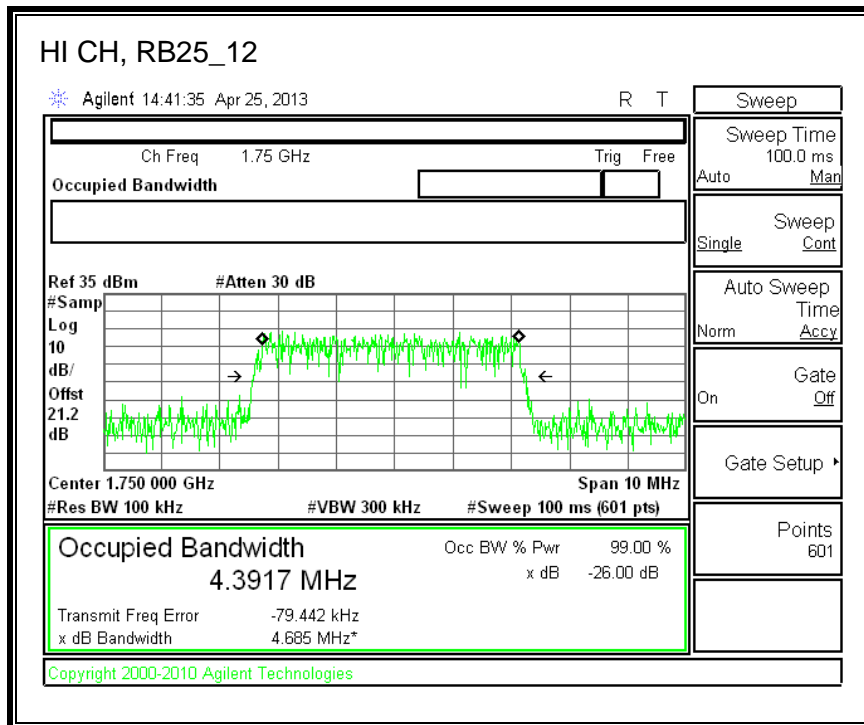 HI CH, RB25_12
Agilent 14:41:35 Apr 25, 2013 R T
Ch Freq 1.75 GHz Trig Free
Occupied Bandwidth
Ref 35 dBm #Atten 30 dB
#Samp
Log
10
dB/
Offst
21.2
dB
Center 1.750 000 GHz Span 10 MHz
#Res BW 100 kHz #VBW 300 kHz #Sweep 100 ms (601 pts)
Occupied Bandwidth Occ BW % Pwr 99.00 %
4.3917 MHz x dB -26.00 dB
Transmit Freq Error -79.442 kHz
x dB Bandwidth 4.685 MHz*
Copyright 2000-2010 Agilent Technologies
Sweep
Sweep Time
100.0 ms
Auto Man
Sweep
Single Cont
Auto Sweep
Time
Norm Accy
Gate
On Off
Gate Setup
Points
601